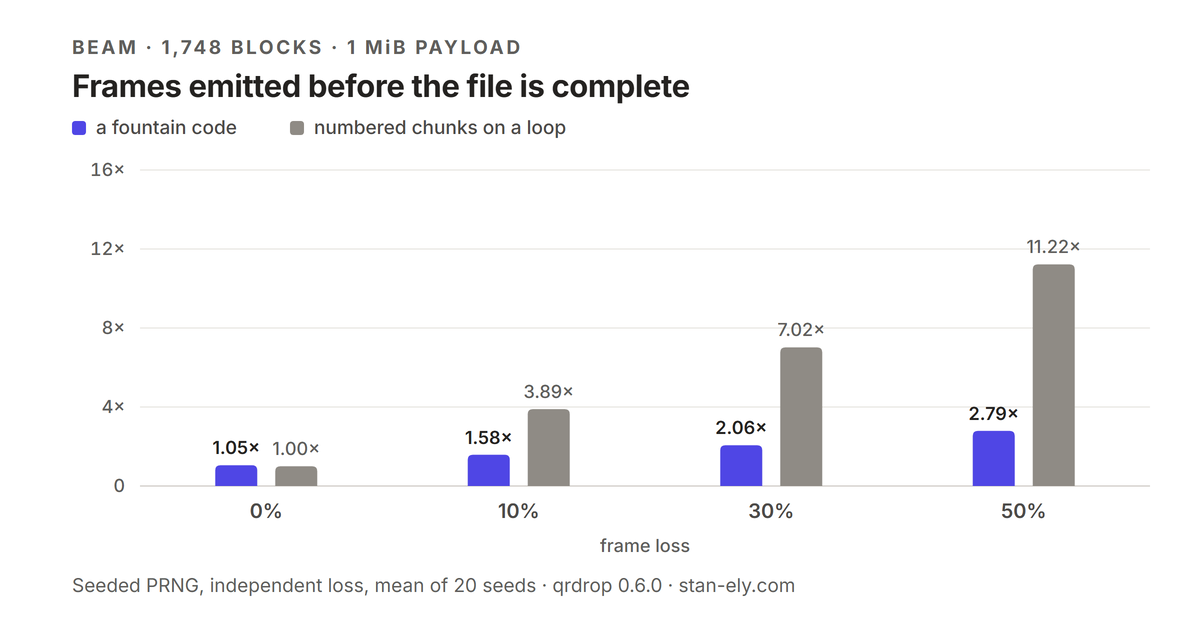 BEAM · 1,748 BLOCKS · 1 MiB PAYLOAD
Frames emitted before the file is complete
a fountain code numbered chunks on a loop
16×
12×
8×
4×
0
1.05× 1.00×
1.58× 3.89×
2.06× 7.02×
2.79× 11.22×
0% 10% 30% 50%
frame loss
Seeded PRNG, independent loss, mean of 20 seeds · qrdrop 0.6.0 · stan-ely.com